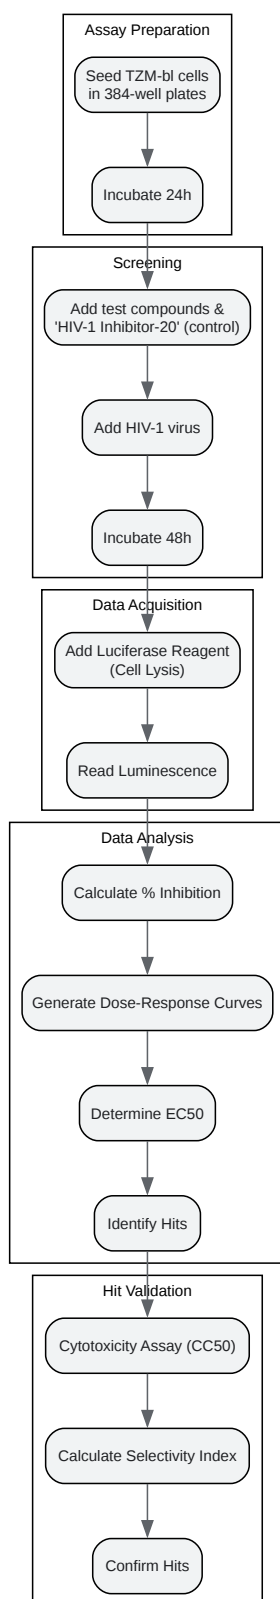 Assay Preparation
Seed TZM-bl cells
in 384-well plates
Incubate 24h
Screening
Add test compounds &
'HIV-1 Inhibitor-20' (control)
Add HIV-1 virus
Incubate 48h
Data Acquisition
Add Luciferase Reagent
(Cell Lysis)
Read Luminescence
Data Analysis
Calculate % Inhibition
Generate Dose-Response Curves
Determine EC50
Identify Hits
Hit Validation
Cytotoxicity Assay (CC50)
Calculate Selectivity Index
Confirm Hits